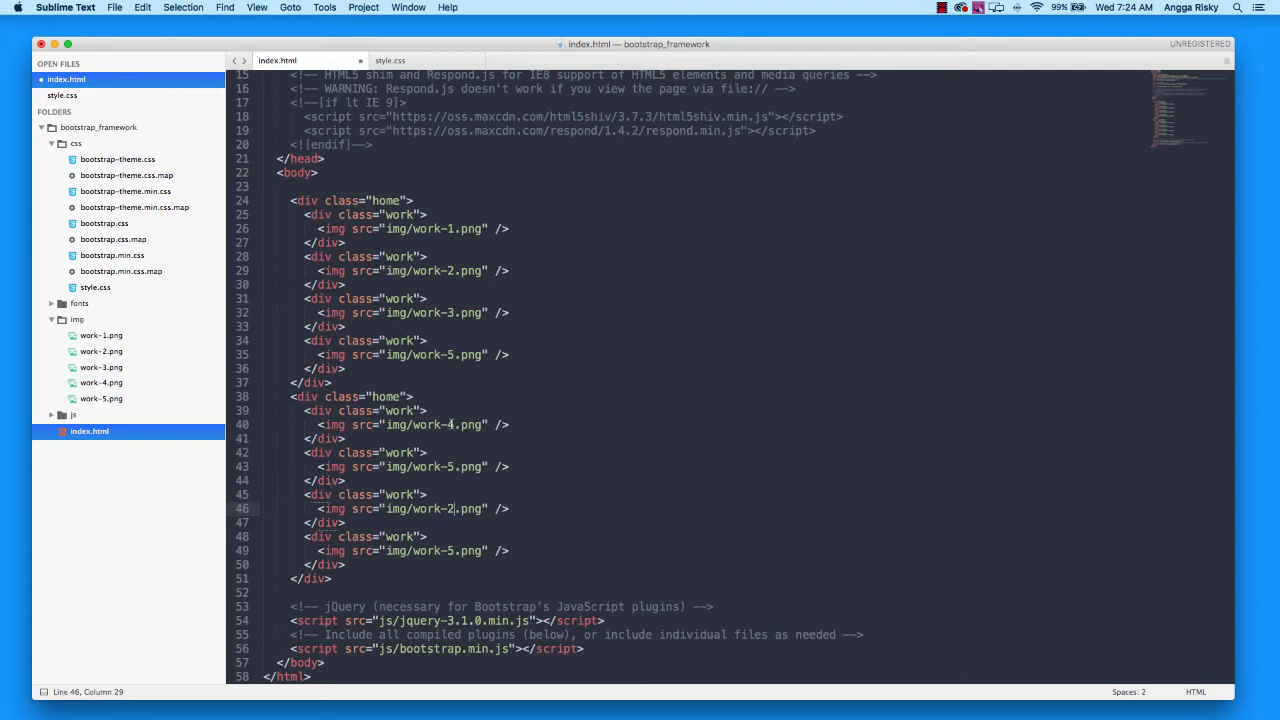 Sublime Text File Edit Selection Find View Goto Tools Project Window Help 99% Wed 7:24 AM Angga Risky
index.html — bootstrap_framework UNREGISTERED
OPEN FILES
index.html
style.css
FOLDERS
bootstrap_framework
css
bootstrap-theme.css
bootstrap-theme.css.map
bootstrap-theme.min.css
bootstrap-theme.min.css.map
bootstrap.css
bootstrap.css.map
bootstrap.min.css
bootstrap.min.css.map
style.css
fonts
img
work-1.png
work-2.png
work-3.png
work-4.png
work-5.png
js
index.html
index.html style.css
15 <!-- HTML5 shim and Respond.js for IE8 support of HTML5 elements and media queries -->
16 <!-- WARNING: Respond.js doesn't work if you view the page via file:// -->
17 <!--[if lt IE 9]>
18 <script src="https://oss.maxcdn.com/html5shiv/3.7.3/html5shiv.min.js"></script>
19 <script src="https://oss.maxcdn.com/respond/1.4.2/respond.min.js"></script>
20 <![endif]-->
21 </head>
22 <body>
23
24 <div class="home">
25 <div class="work">
26 <img src="img/work-1.png" />
27 </div>
28 <div class="work">
29 <img src="img/work-2.png" />
30 </div>
31 <div class="work">
32 <img src="img/work-3.png" />
33 </div>
34 <div class="work">
35 <img src="img/work-5.png" />
36 </div>
37 </div>
38 <div class="home">
39 <div class="work">
40 <img src="img/work-4.png" />
41 </div>
42 <div class="work">
43 <img src="img/work-5.png" />
44 </div>
45 <div class="work">
46 <img src="img/work-2.png" />
47 </div>
48 <div class="work">
49 <img src="img/work-5.png" />
50 </div>
51 </div>
52
53 <!-- jQuery (necessary for Bootstrap's JavaScript plugins) -->
54 <script src="js/jquery-3.1.0.min.js"></script>
55 <!-- Include all compiled plugins (below), or include individual files as needed -->
56 <script src="js/bootstrap.min.js"></script>
57 </body>
58 </html>
Line 46, Column 29 Spaces: 2 HTML